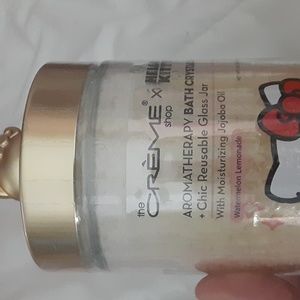 the
CRÈME® x
shop
HELLO
KITTY
AROMATHERAPY BATH CRYSTALS
+ Chic Reusable Glass Jar
With Moisturizing Jojoba Oil
Watermelon Lemonade